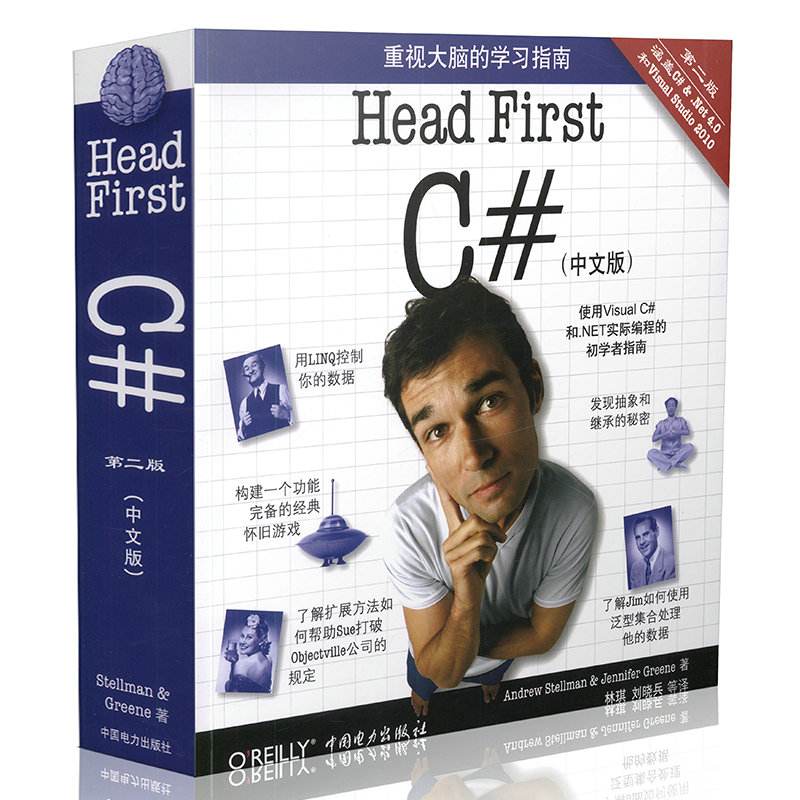 Head
First
C#
第二版
(中文版)
Stellman &
Greene 著
中国电力出版社
重视大脑的学习指南
第二版
涵盖C# & .Net 4.0
和Visual Studio 2010
Head First
C#
(中文版)
使用Visual C#
和.NET实际编程的
初学者指南
用LINQ控制
你的数据
发现抽象和
继承的秘密
构建一个功能
完备的经典
怀旧游戏
了解扩展方法如
何帮助Sue打破
Objectville公司的
规定
了解Jim如何使用
泛型集合处理
他的数据
Andrew Stellman & Jennifer Greene 著
林琪 刘晓兵 等译
O'REILLY 中国电力出版社